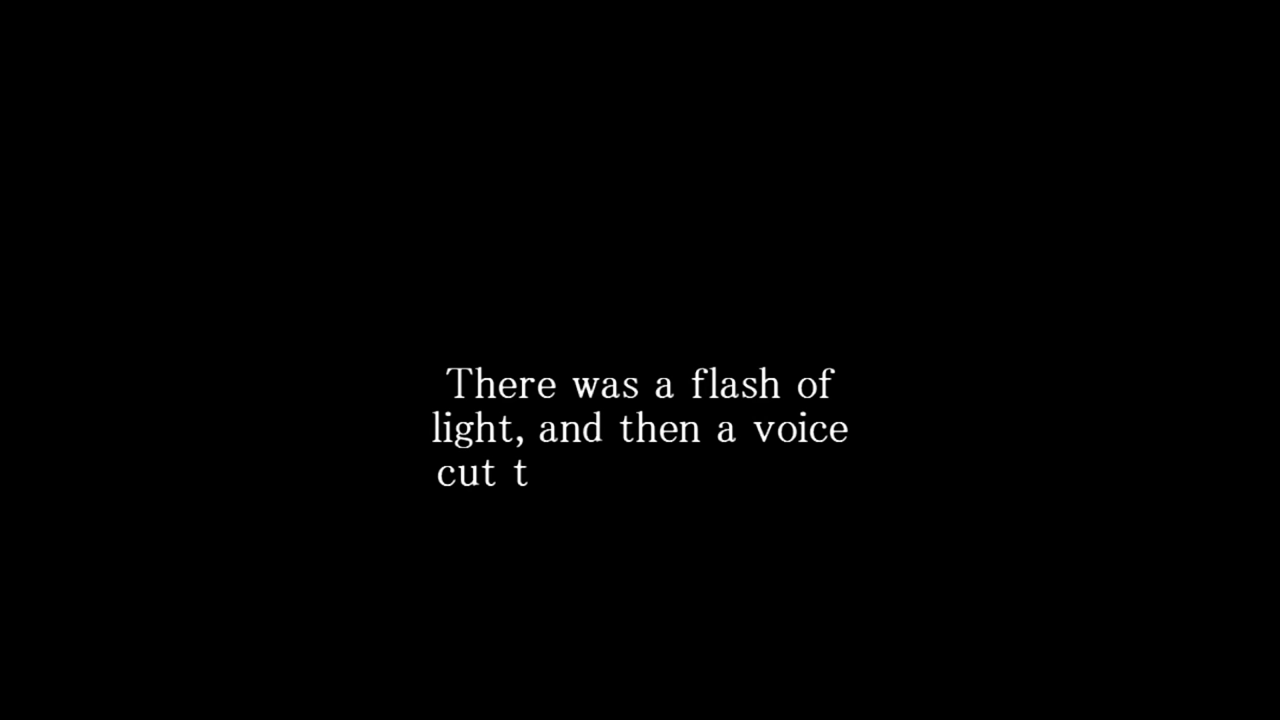 There was a flash of
light, and then a voice
cut t